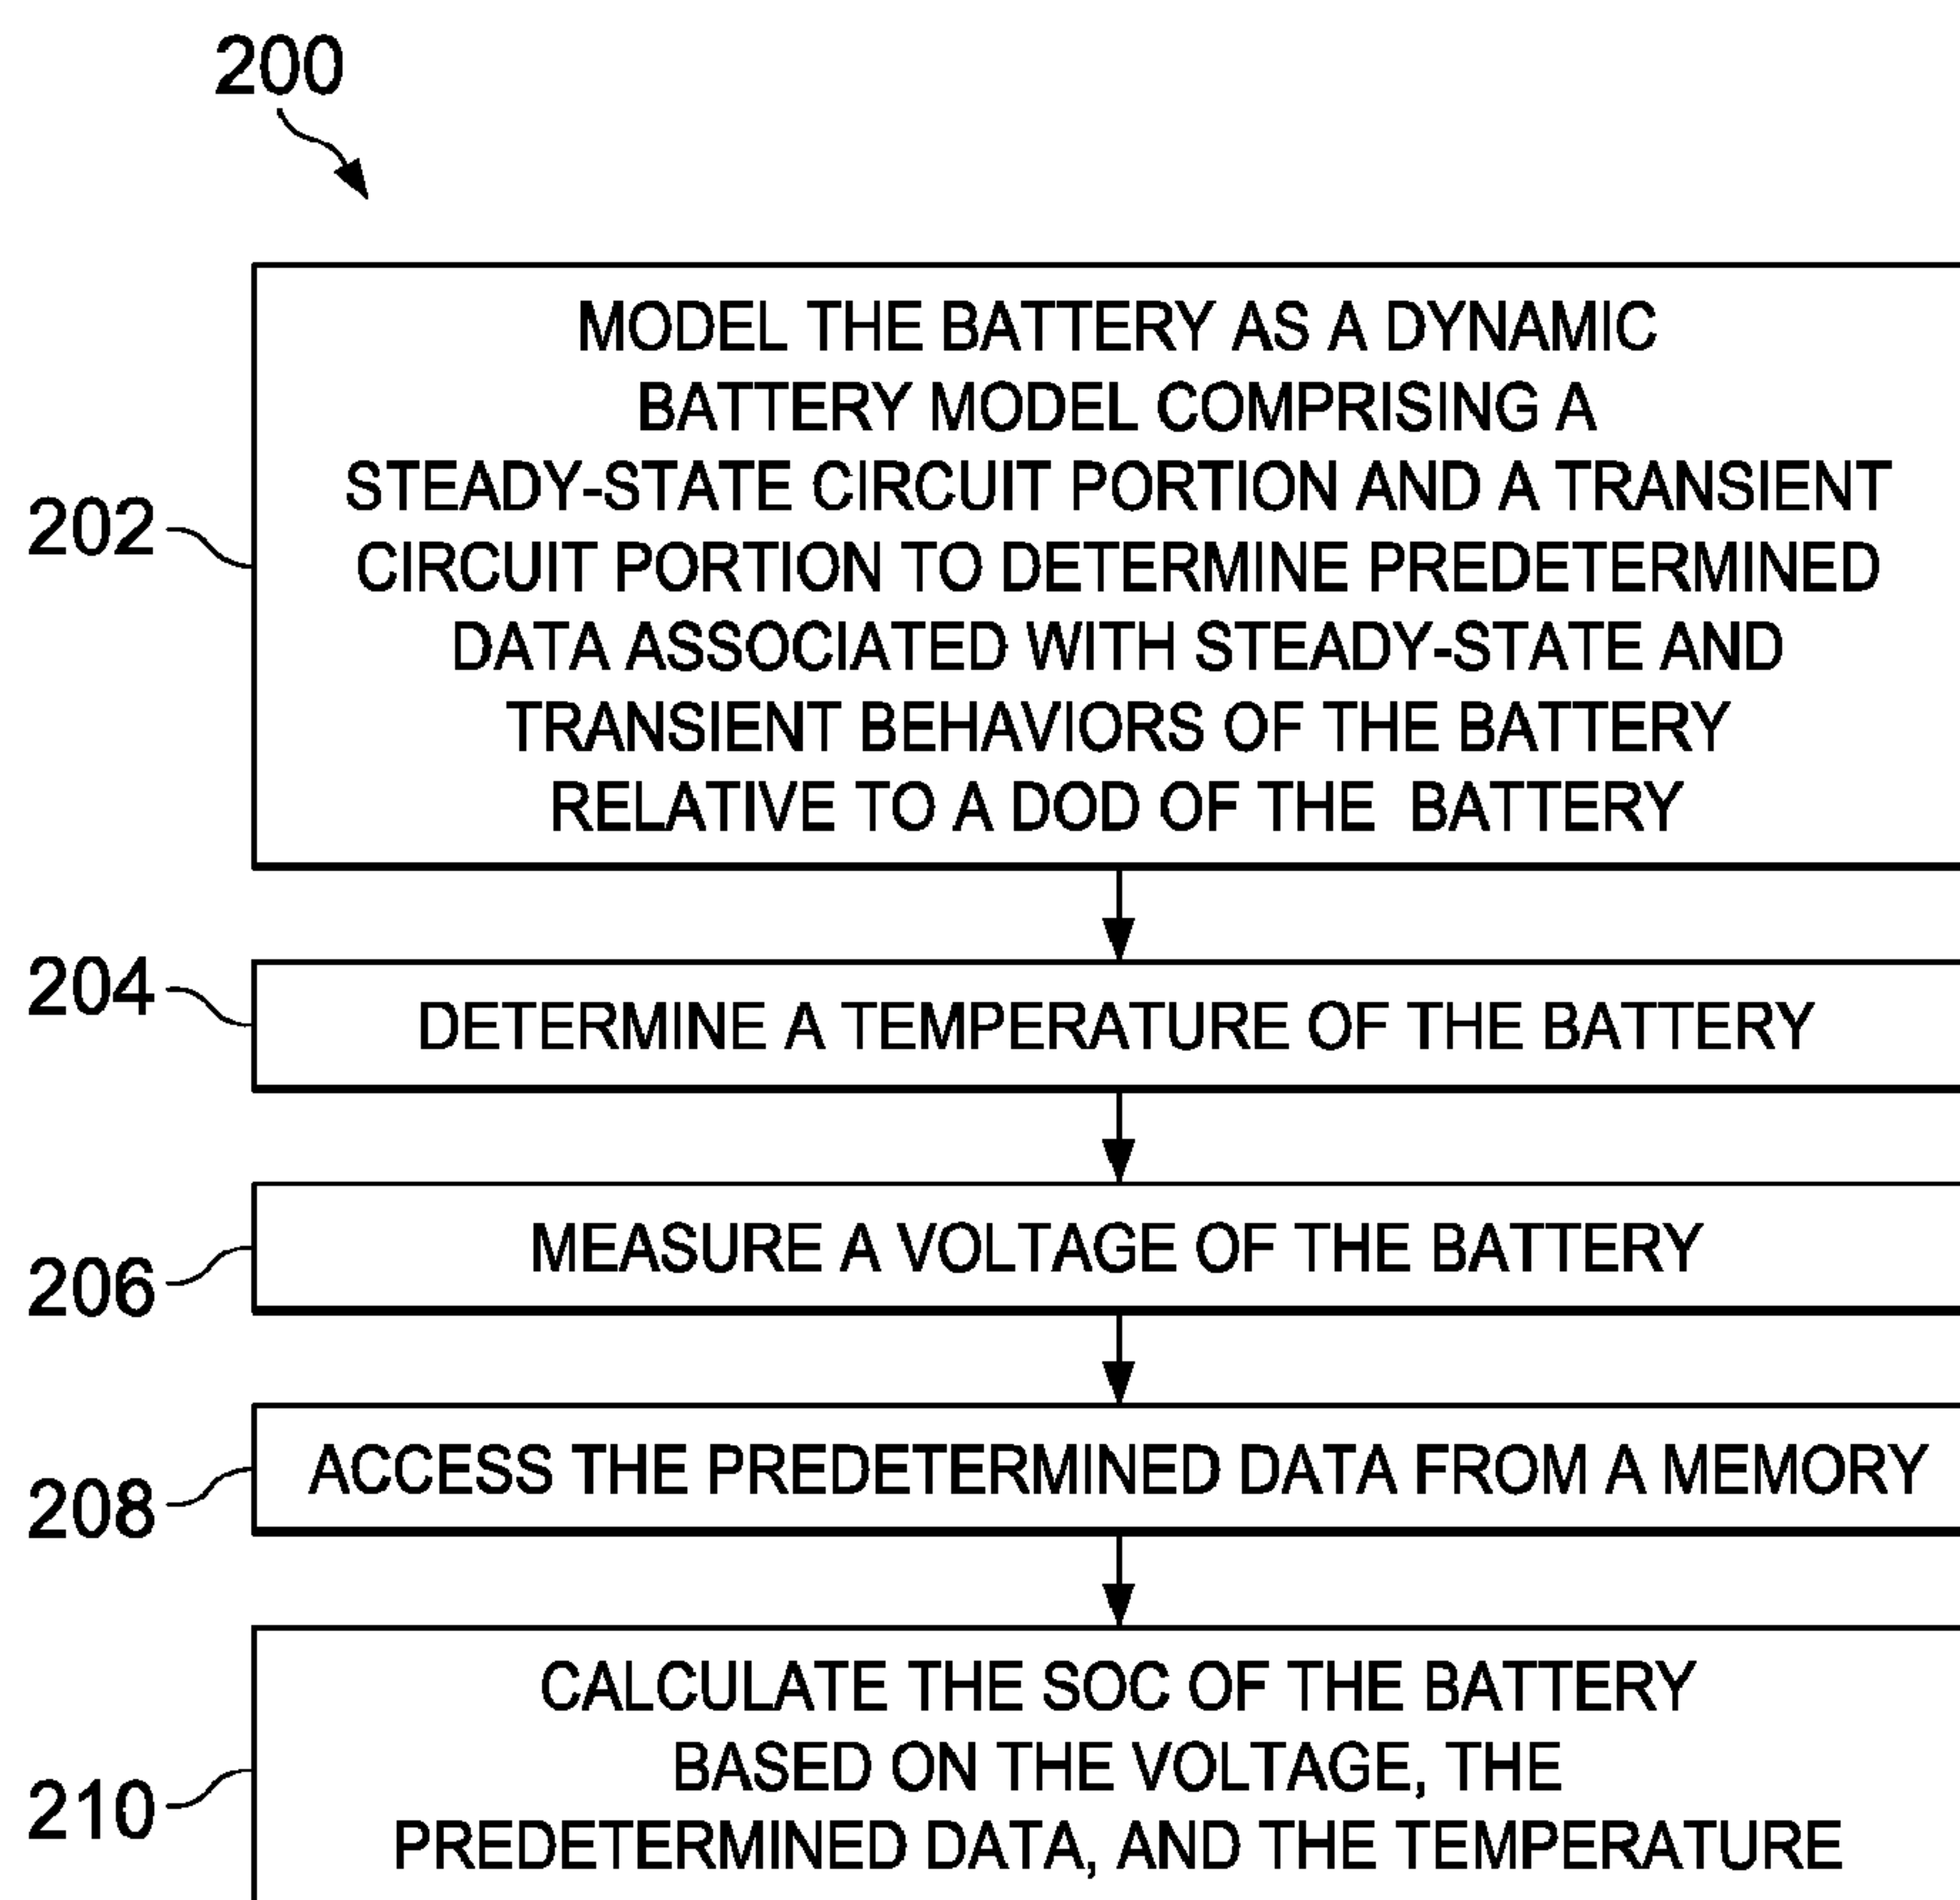 200
202
MODEL THE BATTERY AS A DYNAMIC
BATTERY MODEL COMPRISING A
STEADY-STATE CIRCUIT PORTION AND A TRANSIENT
CIRCUIT PORTION TO DETERMINE PREDETERMINED
DATA ASSOCIATED WITH STEADY-STATE AND
TRANSIENT BEHAVIORS OF THE BATTERY
RELATIVE TO A DOD OF THE BATTERY
204
DETERMINE A TEMPERATURE OF THE BATTERY
206
MEASURE A VOLTAGE OF THE BATTERY
208
ACCESS THE PREDETERMINED DATA FROM A MEMORY
210
CALCULATE THE SOC OF THE BATTERY
BASED ON THE VOLTAGE, THE
PREDETERMINED DATA, AND THE TEMPERATURE